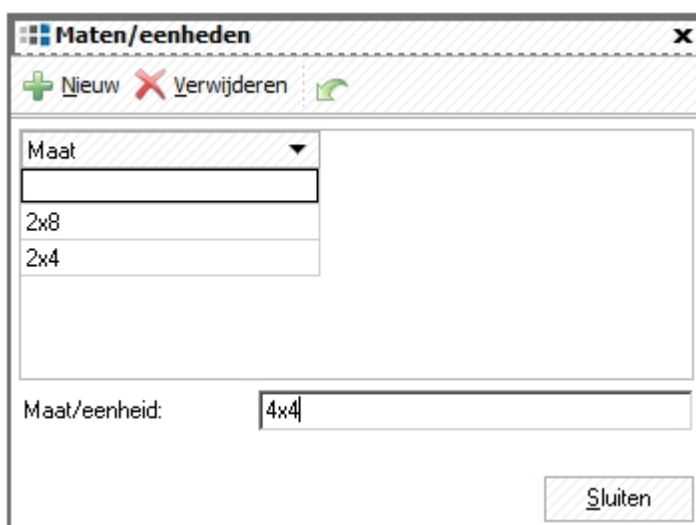 Maten/eenheden
Nieuw Verwijderen
Maat
2x8
2x4
Maat/eenheid: 4x4
Sluiten